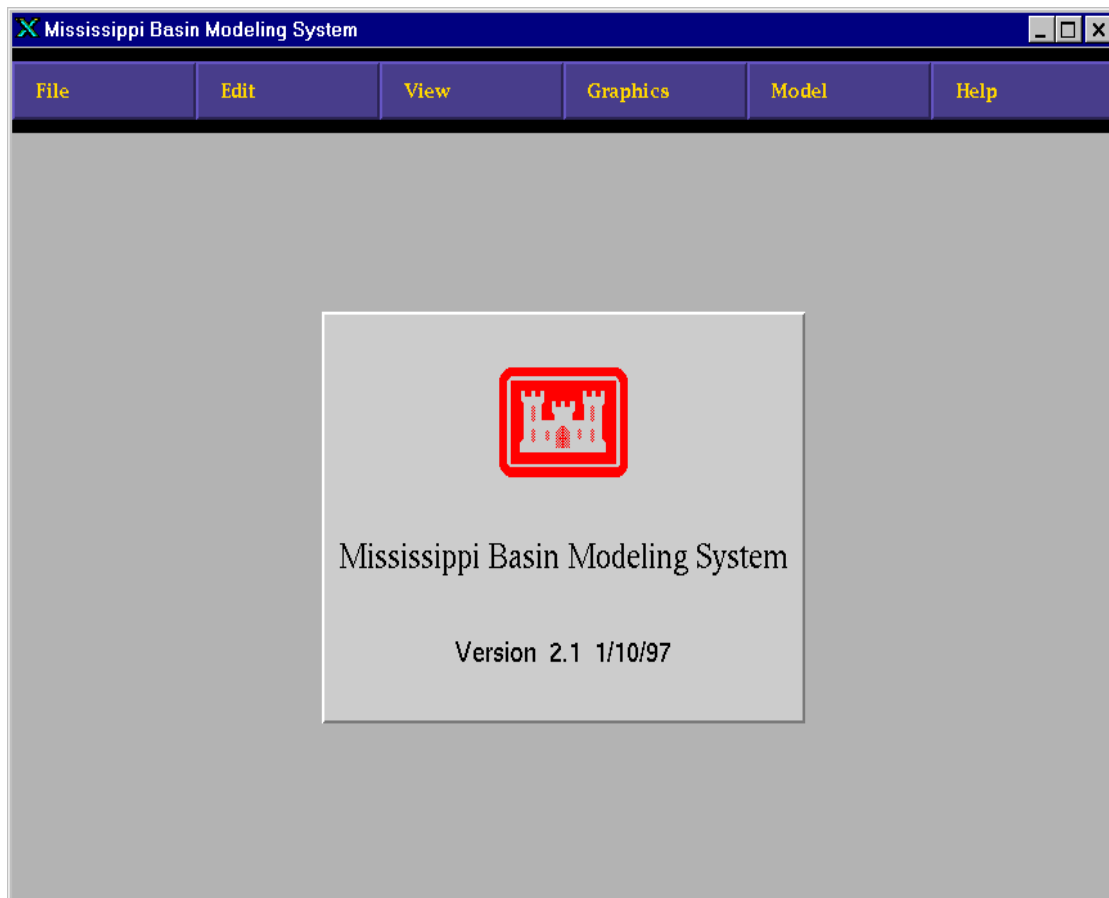 Mississippi Basin Modeling System
File Edit View Graphics Model Help
Mississippi Basin Modeling System
Version 2.1 1/10/97